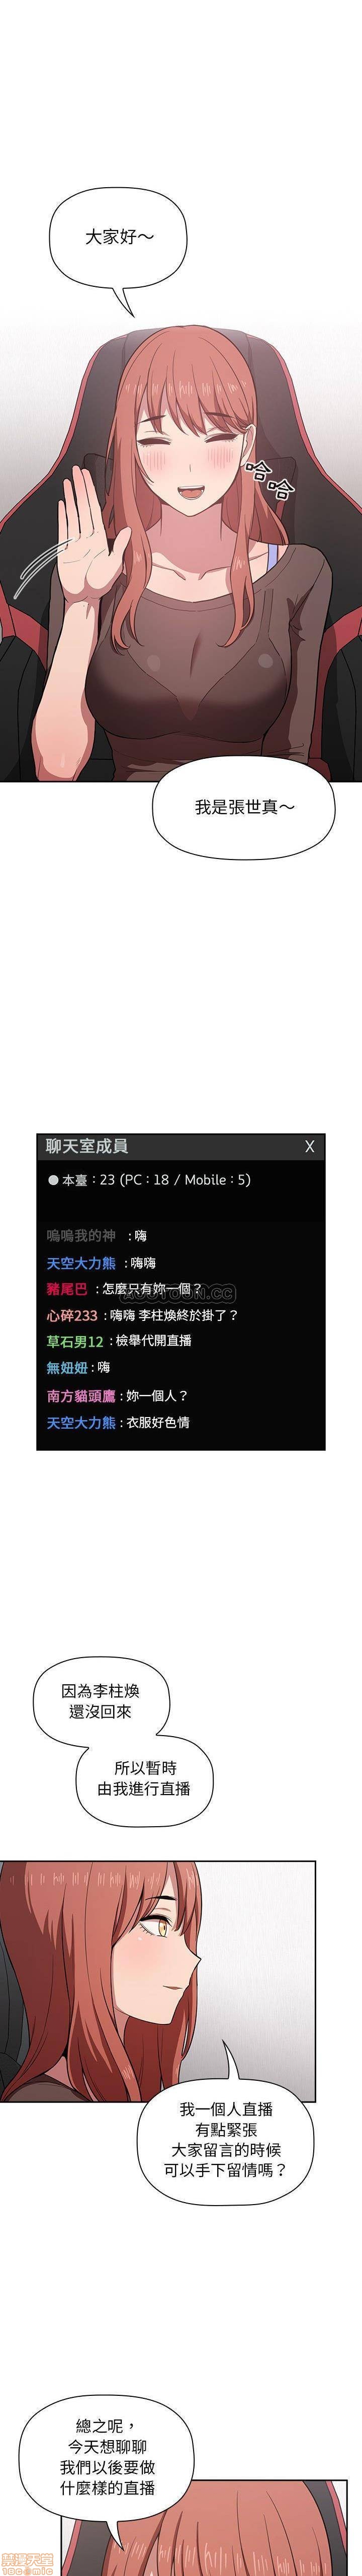 大家好～
哈哈
我是張世真～
聊天室成員 X
●本臺：23 (PC：18 / Mobile：5)
嗚嗚我的神 ：嗨
天空大力熊 ：嗨嗨
豬尾巴 ：怎麼只有妳一個？
心碎233 ：嗨嗨 李柱煥終於掛了？
草石男12 ：檢舉代開直播
無妞妞：嗨
南方貓頭鷹 ：妳一個人？
天空大力熊 ：衣服好色情
因為李柱煥
還沒回來
所以暫時
由我進行直播
我一個人直播
有點緊張
大家留言的時候
可以手下留情嗎？
總之呢，
今天想聊聊
我們以後要做
什麼樣的直播
禁漫天堂